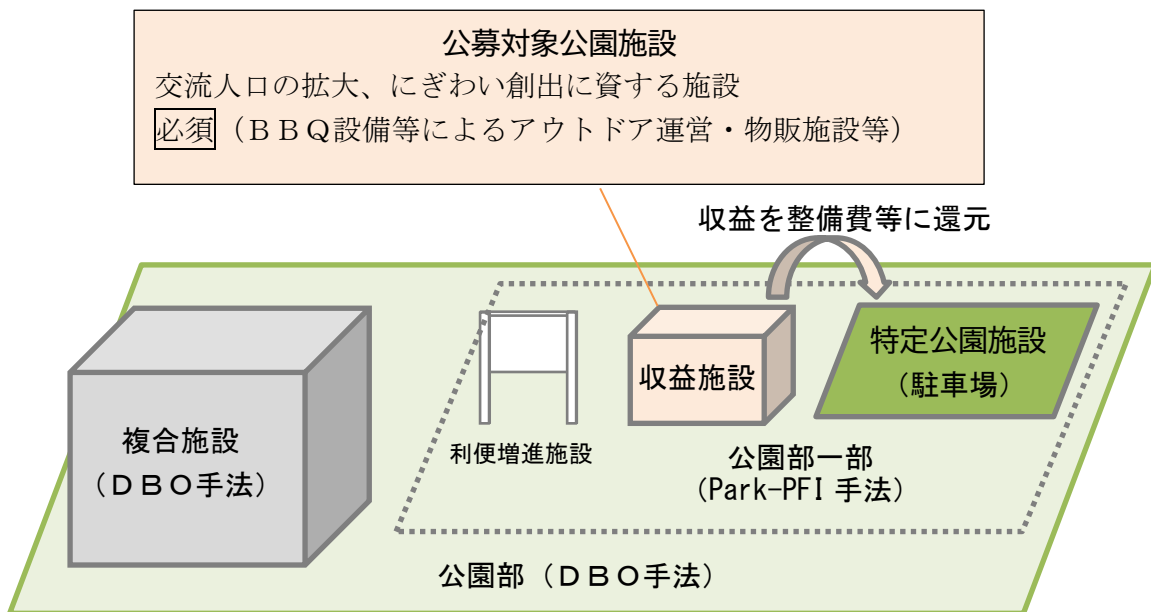 公募対象公園施設
交流人口の拡大、にぎわい創出に資する施設
必須（ＢＢＱ設備等によるアウトドア運営・物販施設等）
収益を整備費等に還元
特定公園施設
（駐車場）
収益施設
複合施設
（ＤＢＯ手法）
利便増進施設
公園部一部
（Park-PFI 手法）
公園部（ＤＢＯ手法）